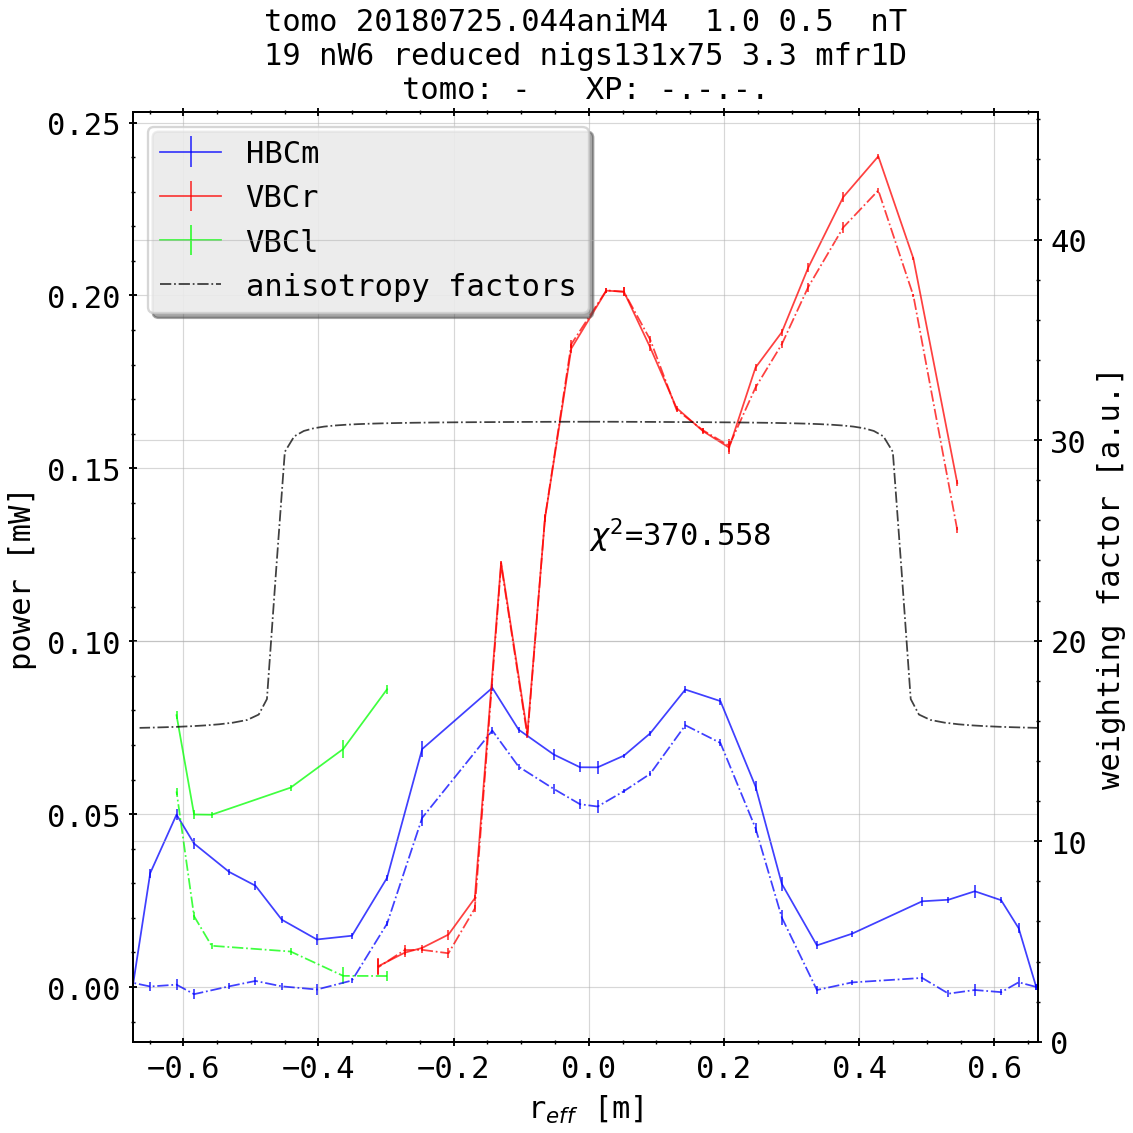 tomo 20180725.044aniM4  1.0 0.5  nT
19 nW6 reduced nigs131x75 3.3 mfr1D
tomo: -   XP: -.-.-.
HBCm
VBCr
VBCl
anisotropy factors
χ²=370.558
power [mW]
0.25
0.20
0.15
0.10
0.05
0.00
weighting factor [a.u.]
40
30
20
10
0
−0.6 −0.4 −0.2 0.0 0.2 0.4 0.6
r_eff [m]